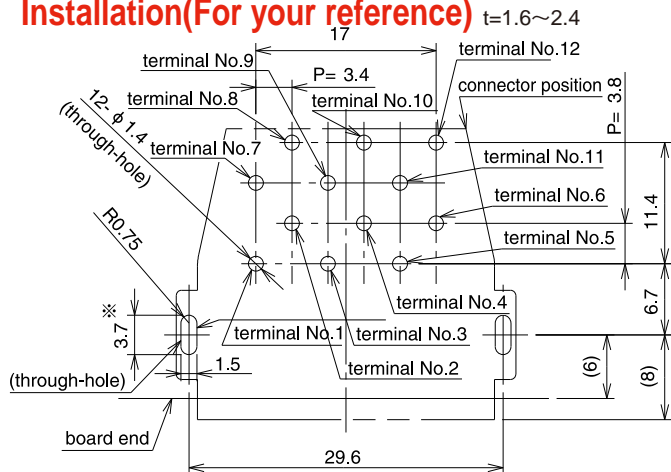 Installation(For your reference) t=1.6～2.4
17
terminal No.12
terminal No.9
P= 3.4
connector position
terminal No.8
terminal No.10
12- φ 1.4
(through-hole)
P= 3.8
terminal No.7
terminal No.11
terminal No.6
11.4
R0.75
terminal No.5
terminal No.4
6.7
※
3.7
terminal No.1
terminal No.3
1.5
terminal No.2
(through-hole)
(6)
(8)
board end
29.6